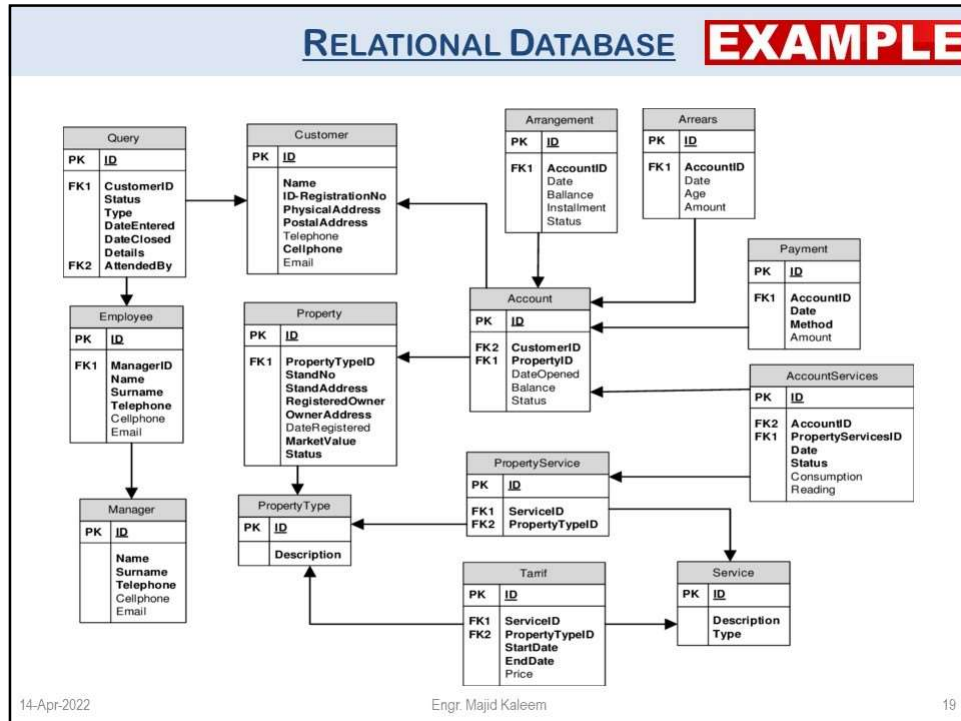 RELATIONAL DATABASE
EXAMPLE
Query
PK ID
FK1 CustomerID
Status
Type
DateEntered
DateClosed
Details
FK2 AttendedBy
Customer
PK ID
Name
ID-RegistrationNo
PhysicalAddress
PostalAddress
Telephone
Cellphone
Email
Arrangement
PK ID
FK1 AccountID
Date
Ballance
Installment
Status
Arrears
PK ID
FK1 AccountID
Date
Age
Amount
Payment
PK ID
FK1 AccountID
Date
Method
Amount
Employee
PK ID
FK1 ManagerID
Name
Surname
Telephone
Cellphone
Email
Property
PK ID
FK1 PropertyTypeID
StandNo
StandAddress
RegisteredOwner
OwnerAddress
DateRegistered
MarketValue
Status
Account
PK ID
FK2 CustomerID
FK1 PropertyID
DateOpened
Balance
Status
AccountServices
PK ID
FK2 AccountID
FK1 PropertyServicesID
Date
Status
Consumption
Reading
Manager
PK ID
Name
Surname
Telephone
Cellphone
Email
PropertyType
PK ID
Description
PropertyService
PK ID
FK1 ServiceID
FK2 PropertyTypeID
Tarrif
PK ID
FK1 ServiceID
FK2 PropertyTypeID
StartDate
EndDate
Price
Service
PK ID
Description
Type
14-Apr-2022
Engr. Majid Kaleem
19